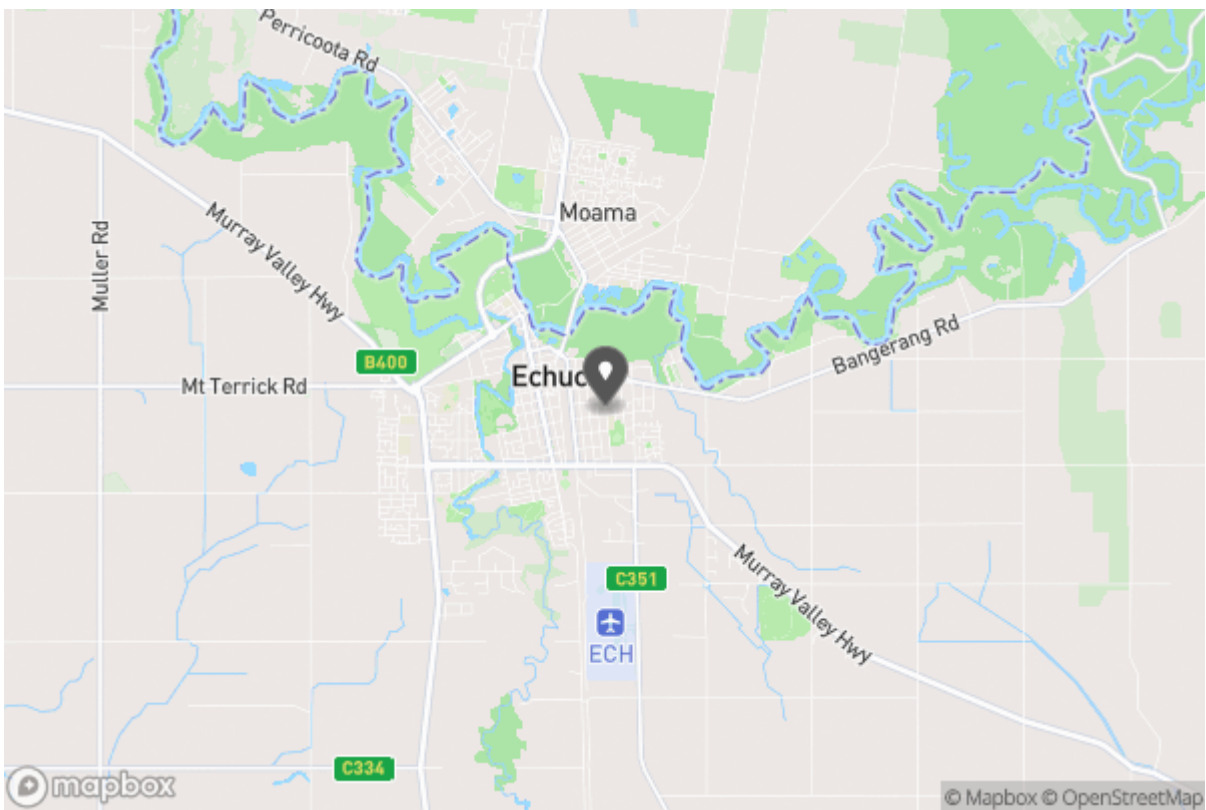 Perricoota Rd
Moama
Murray Valley Hwy
Muller Rd
Bangerang Rd
B400
Mt Terrick Rd
Echuc
C351
Murray Valley Hwy
ECH
C334
mapbox
© Mapbox © OpenStreetMap